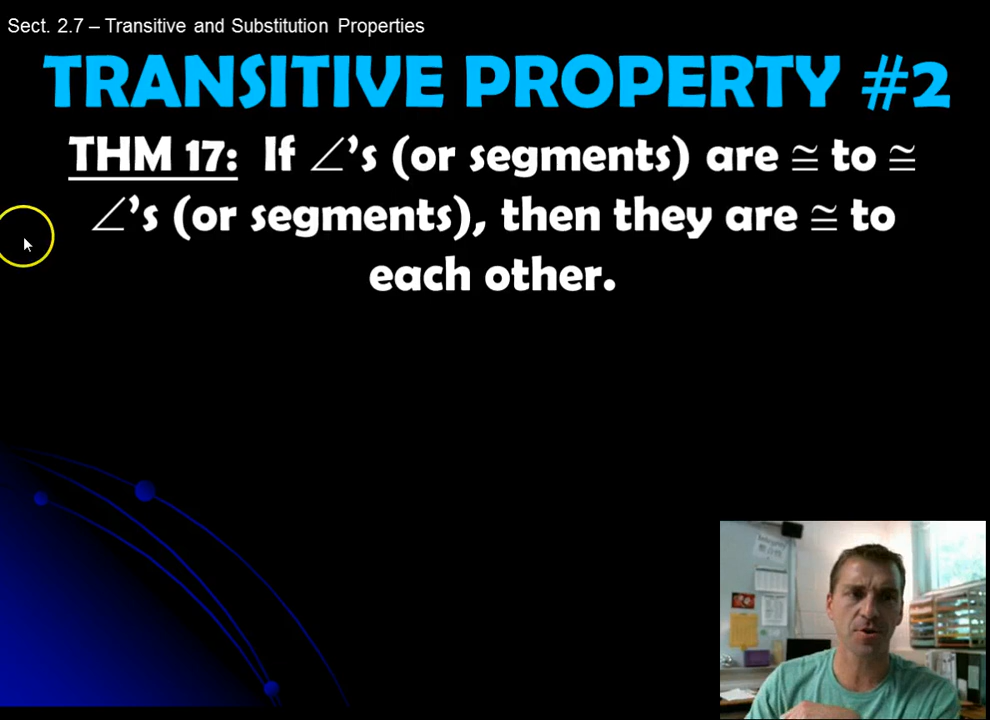 Sect. 2.7 – Transitive and Substitution Properties
TRANSITIVE PROPERTY #2
THM 17: If ∠'s (or segments) are ≅ to ≅
∠'s (or segments), then they are ≅ to
each other.